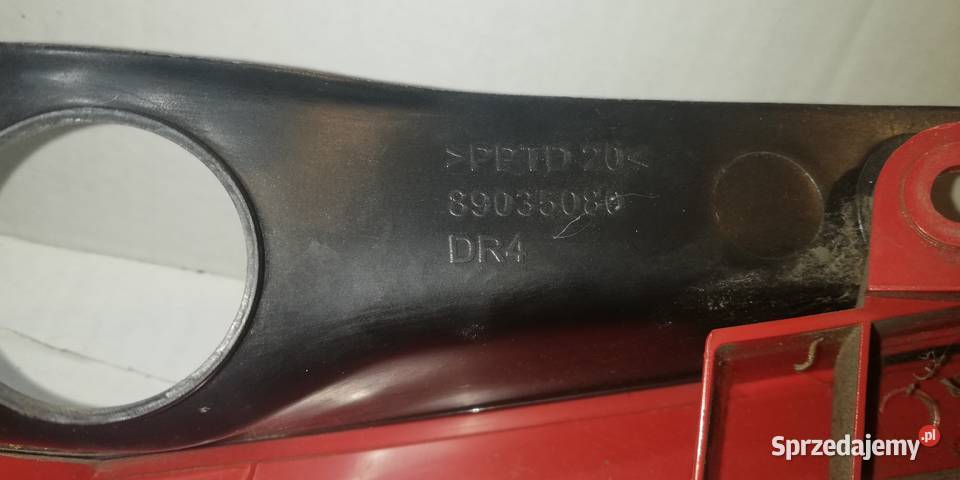 >PPTD 20<
89035080
DR4
Sprzedajemy.pl